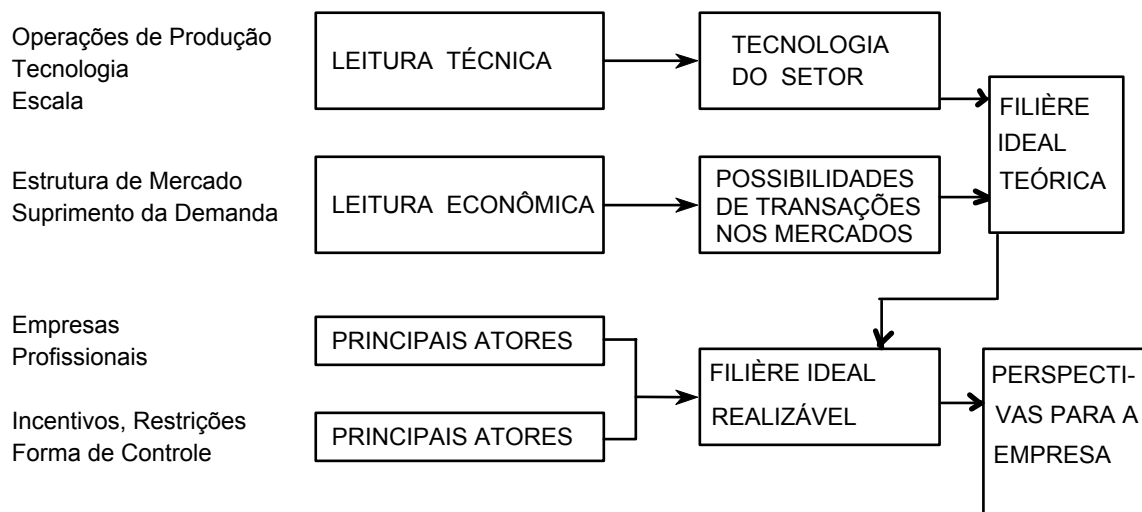 Operações de Produção
Tecnologia
Escala
LEITURA TÉCNICA
TECNOLOGIA
DO SETOR
FILIÈRE
IDEAL
TEÓRICA
Estrutura de Mercado
Suprimento da Demanda
LEITURA ECONÔMICA
POSSIBILIDADES
DE TRANSAÇÕES
NOS MERCADOS
Empresas
Profissionais
PRINCIPAIS ATORES
Incentivos, Restrições
Forma de Controle
PRINCIPAIS ATORES
FILIÈRE IDEAL
REALIZÁVEL
PERSPECTI-
VAS PARA A
EMPRESA